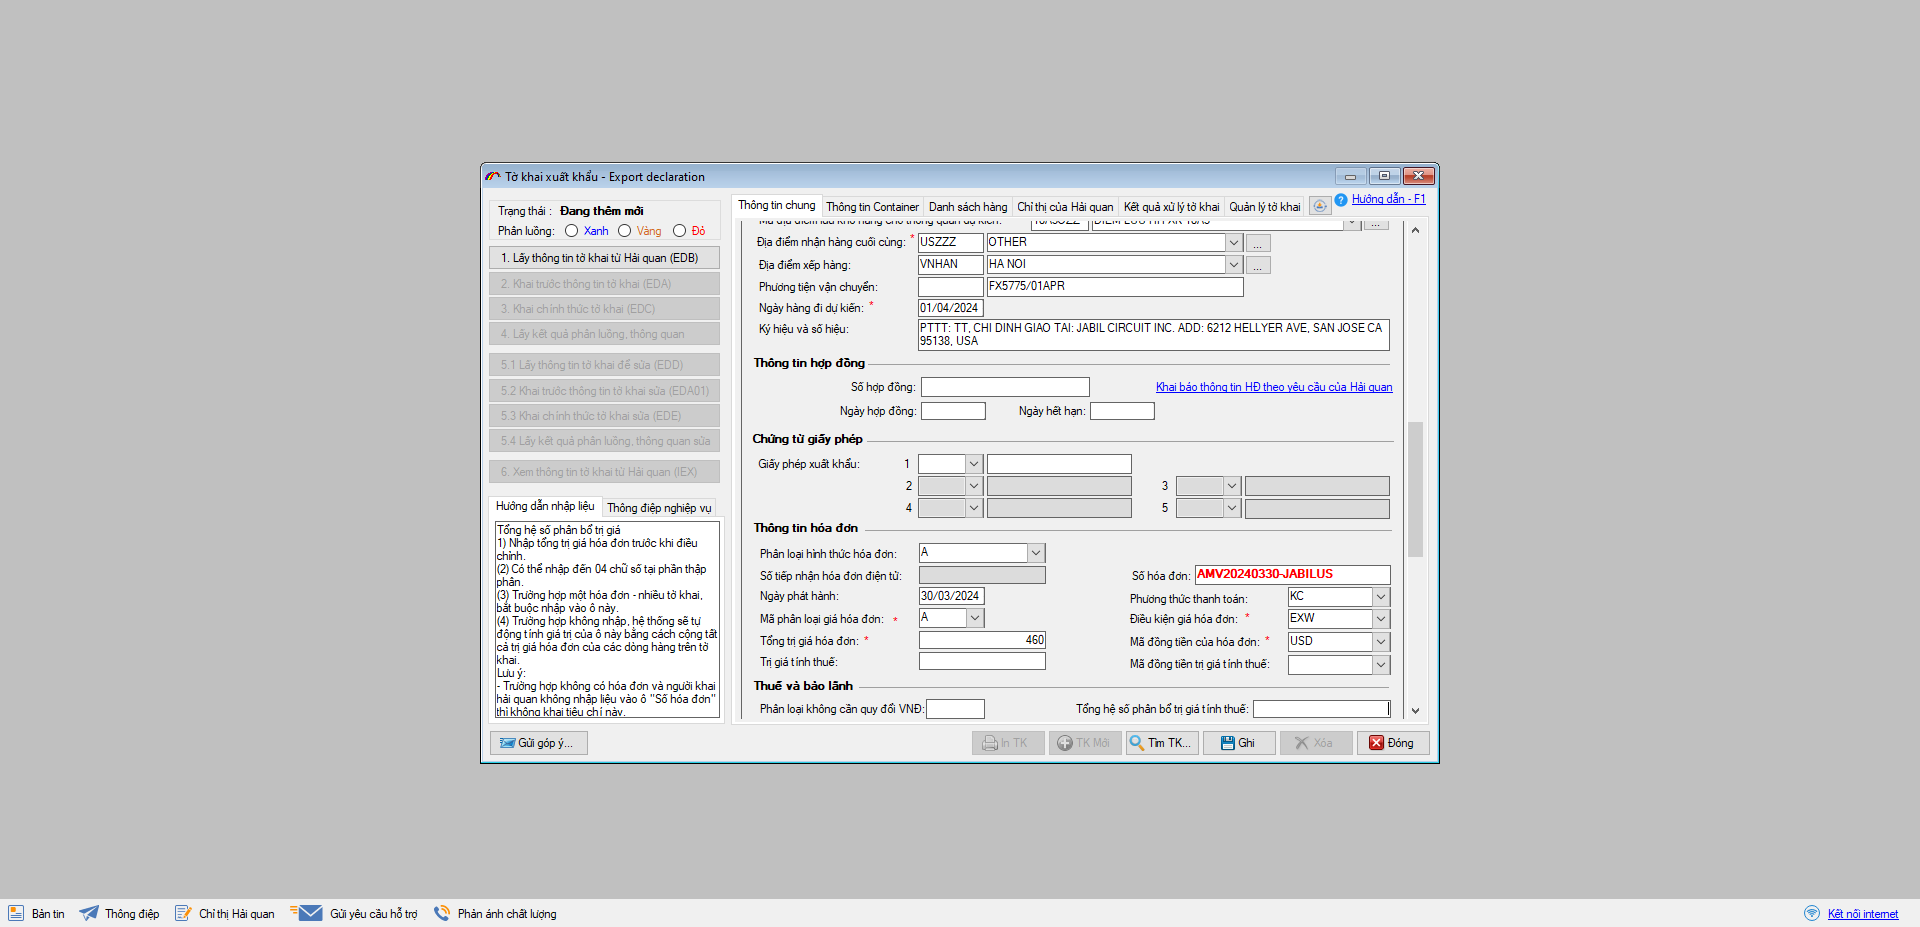 Tờ khai xuất khẩu - Export declaration
Trạng thái : Đang thêm mới
Phân luồng: Xanh Vàng Đỏ
1. Lấy thông tin tờ khai từ Hải quan (EDB)
2. Khai trước thông tin tờ khai (EDA)
3. Khai chính thức tờ khai (EDC)
4. Lấy kết quả phân luồng, thông quan
5.1 Lấy thông tin tờ khai để sửa (EDD)
5.2 Khai trước thông tin tờ khai sửa (EDA01)
5.3 Khai chính thức tờ khai sửa (EDE)
5.4 Lấy kết quả phân luồng, thông quan sửa
6. Xem thông tin tờ khai từ Hải quan (IEX)
Hướng dẫn nhập liệu Thông điệp nghiệp vụ
Tổng hệ số phân bổ trị giá
1) Nhập tổng trị giá hóa đơn trước khi điều
chỉnh.
(2) Có thể nhập đến 04 chữ số tại phần thập
phân.
(3) Trường hợp một hóa đơn - nhiều tờ khai,
bắt buộc nhập vào ô này.
(4) Trường hợp không nhập, hệ thống sẽ tự
động tính giá trị của ô này bằng cách cộng tất
cả trị giá hóa đơn của các dòng hàng trên tờ
khai.
Lưu ý:
- Trường hợp không có hóa đơn và người khai
hải quan không nhập liệu vào ô "Số hóa đơn"
thì không khai tiêu chí này.
Thông tin chung Thông tin Container Danh sách hàng Chỉ thị của Hải quan Kết quả xử lý tờ khai Quản lý tờ khai Hướng dẫn - F1
Mã địa điểm lưu kho hàng cho thông quan dự kiến: ...
Địa điểm nhận hàng cuối cùng: * USZZZ OTHER ...
Địa điểm xếp hàng: VNHAN HA NOI ...
Phương tiện vận chuyển: FX5775/01APR
Ngày hàng đi dự kiến: * 01/04/2024
Ký hiệu và số hiệu: PTTT: TT, CHI DINH GIAO TAI: JABIL CIRCUIT INC. ADD: 6212 HELLYER AVE, SAN JOSE CA
95138, USA
Thông tin hợp đồng
Số hợp đồng: Khai báo thông tin HĐ theo yêu cầu của Hải quan
Ngày hợp đồng: Ngày hết hạn:
Chứng từ giấy phép
Giấy phép xuất khẩu: 1
2 3
4 5
Thông tin hóa đơn
Phân loại hình thức hóa đơn: A
Số tiếp nhận hóa đơn điện tử: Số hóa đơn: AMV20240330-JABILUS
Ngày phát hành: 30/03/2024 Phương thức thanh toán: KC
Mã phân loại giá hóa đơn: * A Điều kiện giá hóa đơn: * EXW
Tổng trị giá hóa đơn: * 460 Mã đồng tiền của hóa đơn: * USD
Trị giá tính thuế: Mã đồng tiền trị giá tính thuế:
Thuế và bảo lãnh
Phân loại không cần quy đổi VNĐ: Tổng hệ số phân bổ trị giá tính thuế:
Gửi góp ý... In TK TK Mới Tìm TK... Ghi Xóa Đóng
Bản tin Thông điệp Chỉ thị Hải quan Gửi yêu cầu hỗ trợ Phản ánh chất lượng Kết nối internet